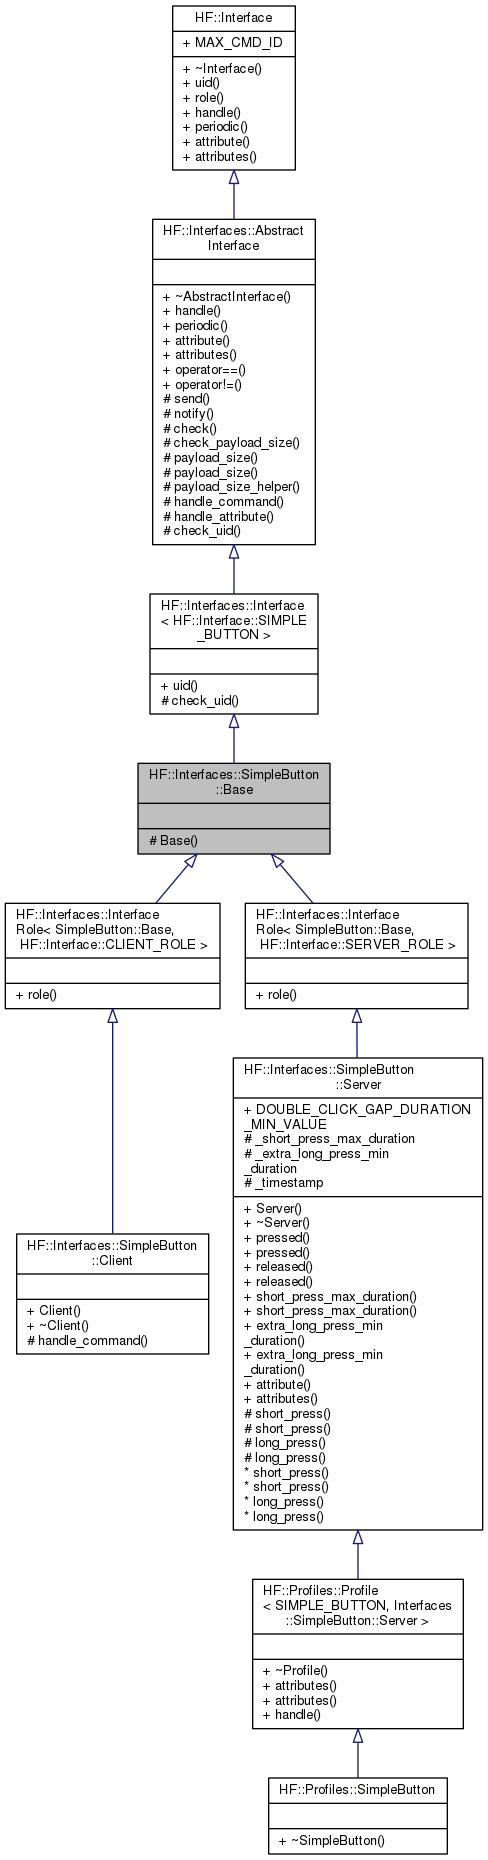 HF::Interface
+ MAX_CMD_ID
+ ~Interface()
+ uid()
+ role()
+ handle()
+ periodic()
+ attribute()
+ attributes()
HF::Interfaces::Abstract
Interface
+ ~AbstractInterface()
+ handle()
+ periodic()
+ attribute()
+ attributes()
+ operator==()
+ operator!=()
# send()
# notify()
# check()
# check_payload_size()
# payload_size()
# payload_size()
# payload_size_helper()
# handle_command()
# handle_attribute()
# check_uid()
HF::Interfaces::Interface
< HF::Interface::SIMPLE
_BUTTON >
+ uid()
# check_uid()
HF::Interfaces::SimpleButton
::Base
# Base()
HF::Interfaces::Interface
Role< SimpleButton::Base,
HF::Interface::CLIENT_ROLE >
+ role()
HF::Interfaces::Interface
Role< SimpleButton::Base,
HF::Interface::SERVER_ROLE >
+ role()
HF::Interfaces::SimpleButton
::Server
+ DOUBLE_CLICK_GAP_DURATION
_MIN_VALUE
# _short_press_max_duration
# _extra_long_press_min
_duration
# _timestamp
+ Server()
+ ~Server()
+ pressed()
+ pressed()
+ released()
+ released()
+ short_press_max_duration()
+ short_press_max_duration()
+ extra_long_press_min
_duration()
+ extra_long_press_min
_duration()
+ attribute()
+ attributes()
# short_press()
# short_press()
# long_press()
# long_press()
* short_press()
* short_press()
* long_press()
* long_press()
HF::Interfaces::SimpleButton
::Client
+ Client()
+ ~Client()
# handle_command()
HF::Profiles::Profile
< SIMPLE_BUTTON, Interfaces
::SimpleButton::Server >
+ ~Profile()
+ attributes()
+ attributes()
+ handle()
HF::Profiles::SimpleButton
+ ~SimpleButton()